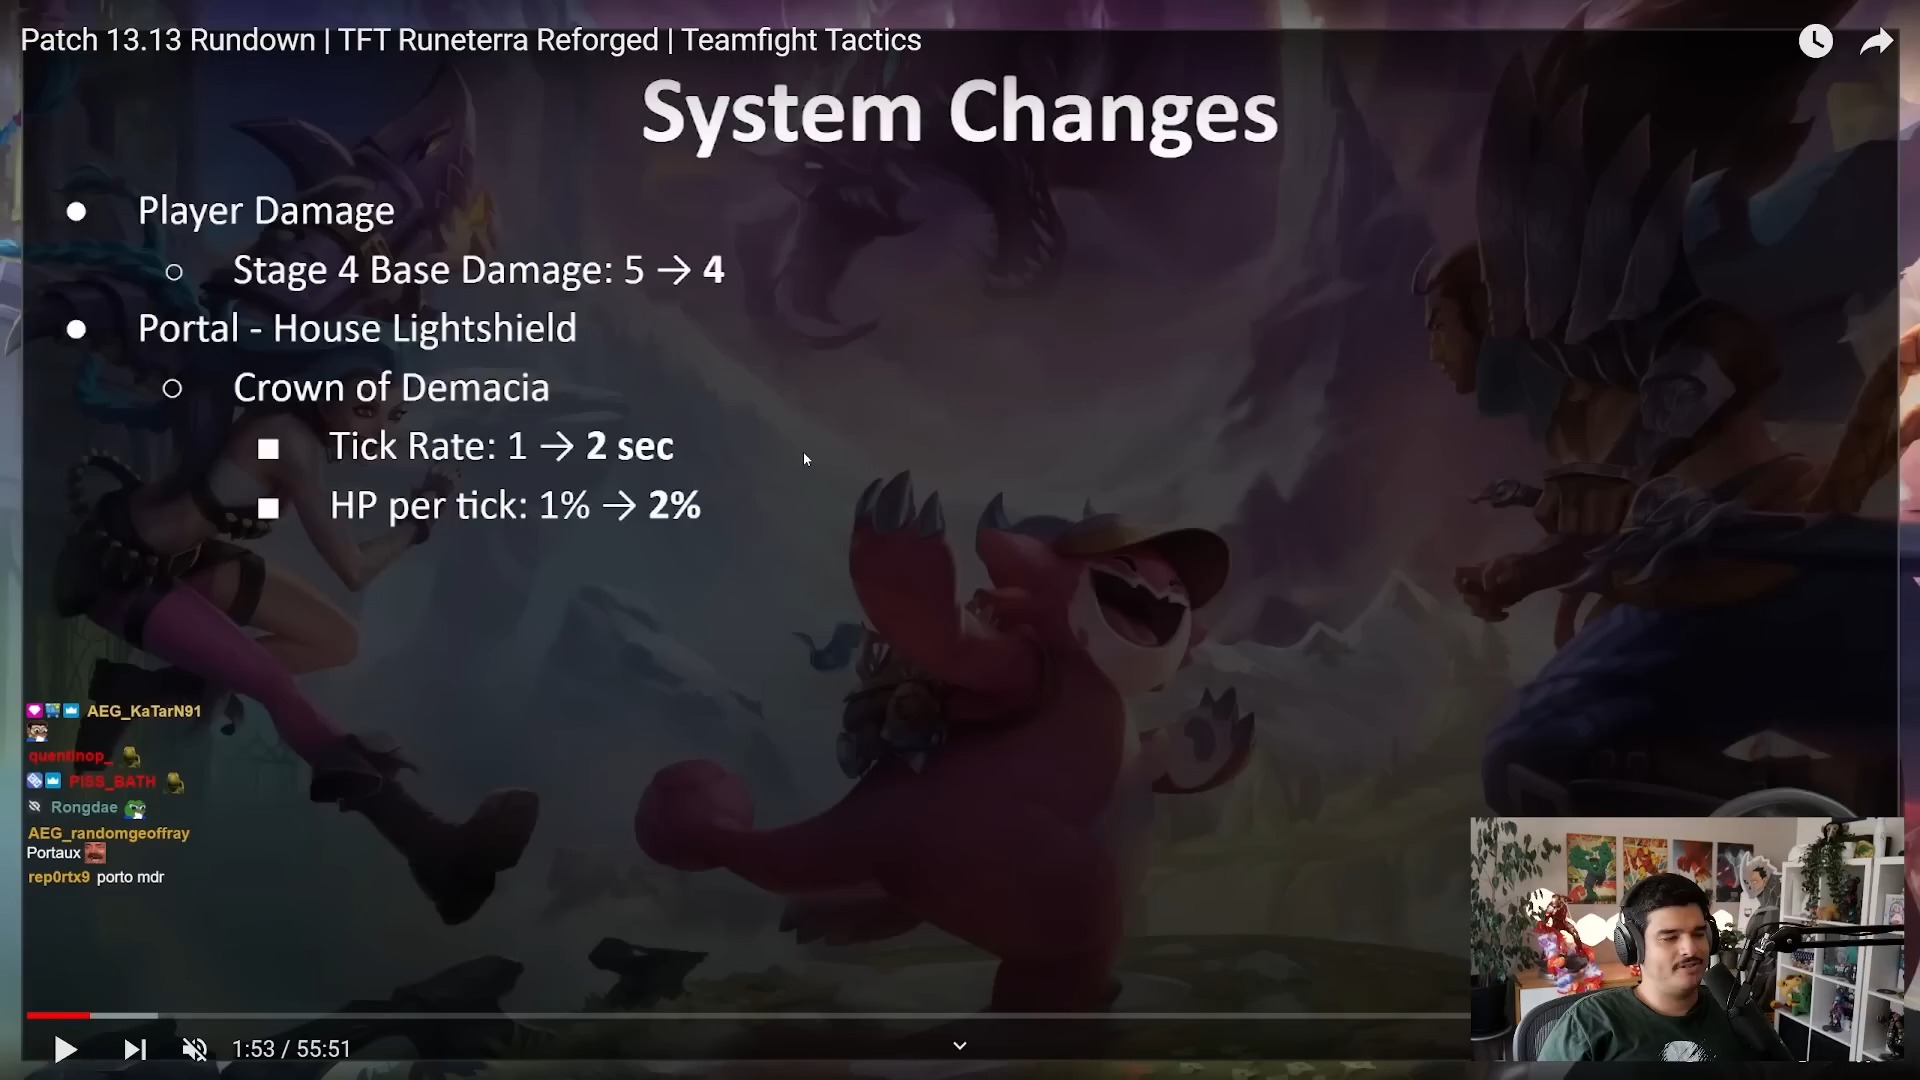 Patch 13.13 Rundown | TFT Runeterra Reforged | Teamfight Tactics
System Changes
● Player Damage
○ Stage 4 Base Damage: 5 → 4
● Portal - House Lightshield
○ Crown of Demacia
■ Tick Rate: 1 → 2 sec
■ HP per tick: 1% → 2%
AEG_KaTarN91
quentinop_
PISS_BATH
Rongdae
AEG_randomgeoffray
Portaux
rep0rtx9 porto mdr
1:53 / 55:51